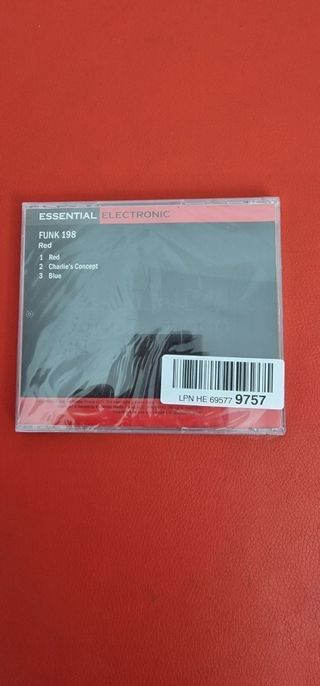 ESSENTIAL ELECTRONIC
FUNK 198
Red
1 Red
2 Charlie's Concept
3 Blue
LPN HE 69577 9757